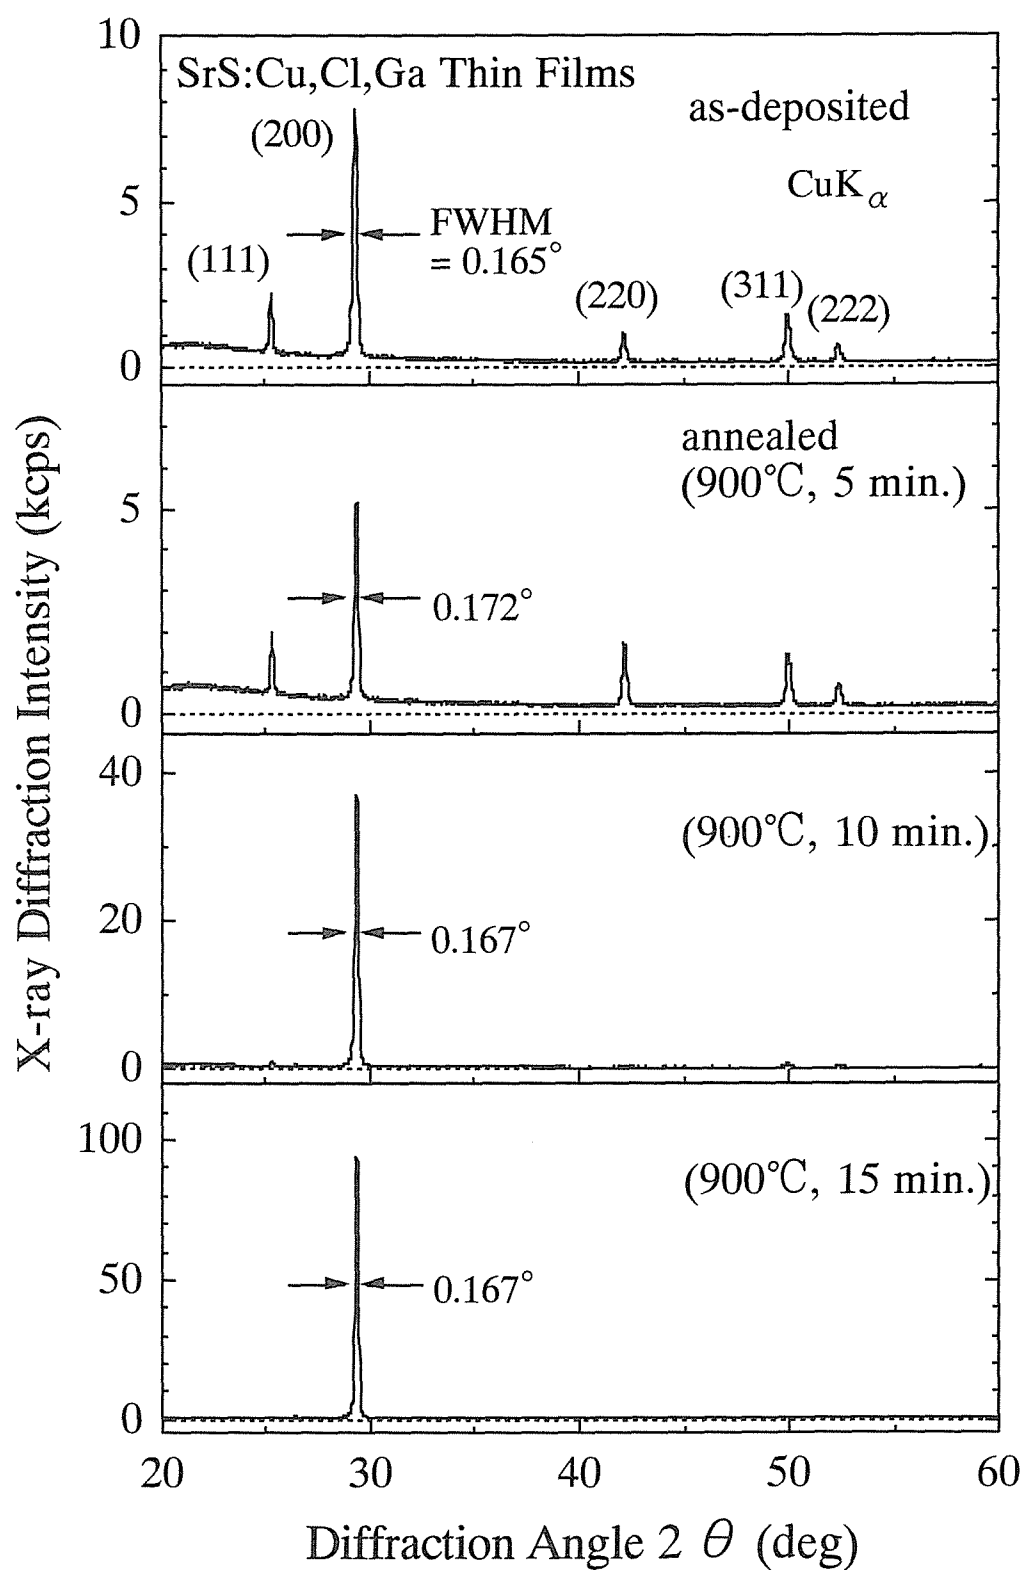 10
SrS:Cu,Cl,Ga Thin Films
as-deposited
(200)
CuKα
5
FWHM
= 0.165°
(111)
(220)
(311)
(222)
0
annealed
(900℃, 5 min.)
5
0.172°
0
40
(900℃, 10 min.)
20
0.167°
0
100
(900℃, 15 min.)
50
0.167°
0
20 30 40 50 60
X-ray Diffraction Intensity (kcps)
Diffraction Angle 2 θ (deg)